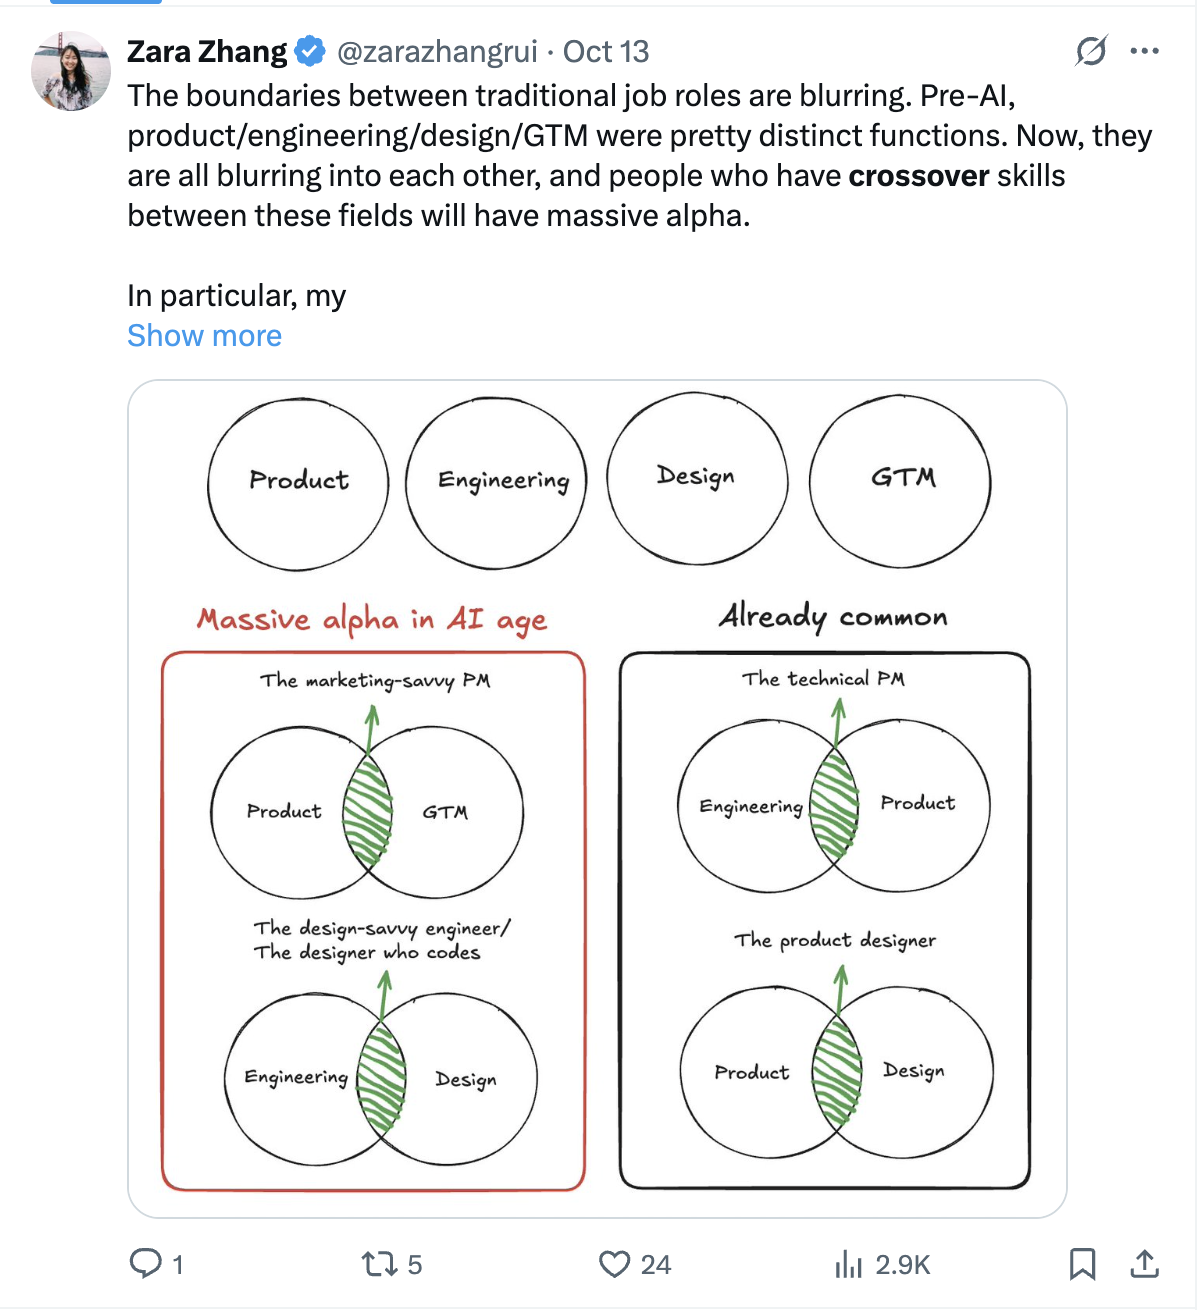 Zara Zhang @zarazhangrui · Oct 13
The boundaries between traditional job roles are blurring. Pre-AI,
product/engineering/design/GTM were pretty distinct functions. Now, they
are all blurring into each other, and people who have crossover skills
between these fields will have massive alpha.
In particular, my
Show more
Product
Engineering
Design
GTM
Massive alpha in AI age
The marketing-savvy PM
Product
GTM
The design-savvy engineer/
The designer who codes
Engineering
Design
Already common
The technical PM
Engineering
Product
The product designer
Product
Design
1
5
24
2.9K